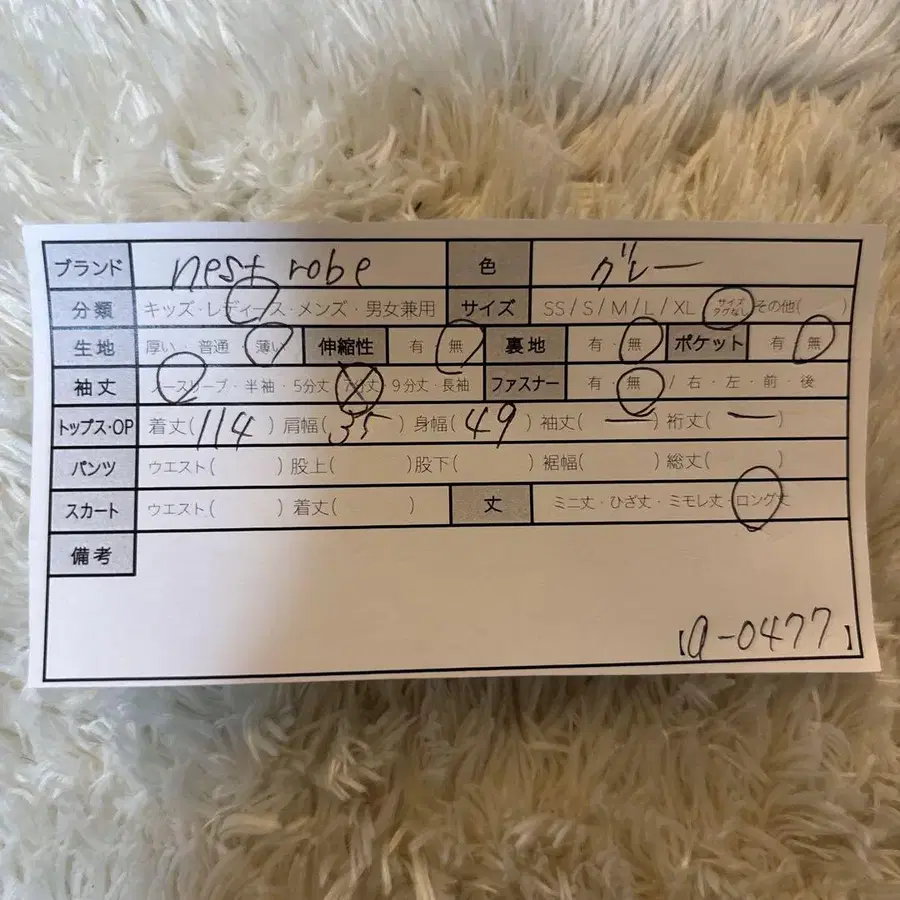 ブランド nest robe 色 グレー
分類 キッズ・レディース・メンズ・男女兼用 サイズ SS / S / M / L / XL サイズタグなし その他( )
生地 厚い・普通・薄い 伸縮性 有・無 裏地 有・無 ポケット 有・無
袖丈 ノースリーブ・半袖・5分丈・7分丈・9分丈・長袖 ファスナー 有・無 / 右・左・前・後
トップス・OP 着丈(114) 肩幅(35) 身幅(49) 袖丈(ー) 裄丈(ー)
パンツ ウエスト( ) 股上( ) 股下( ) 裾幅( ) 総丈( )
スカート ウエスト( ) 着丈( ) 丈 ミニ丈・ひざ丈・ミモレ丈・ロング丈
備考
【a-0477】